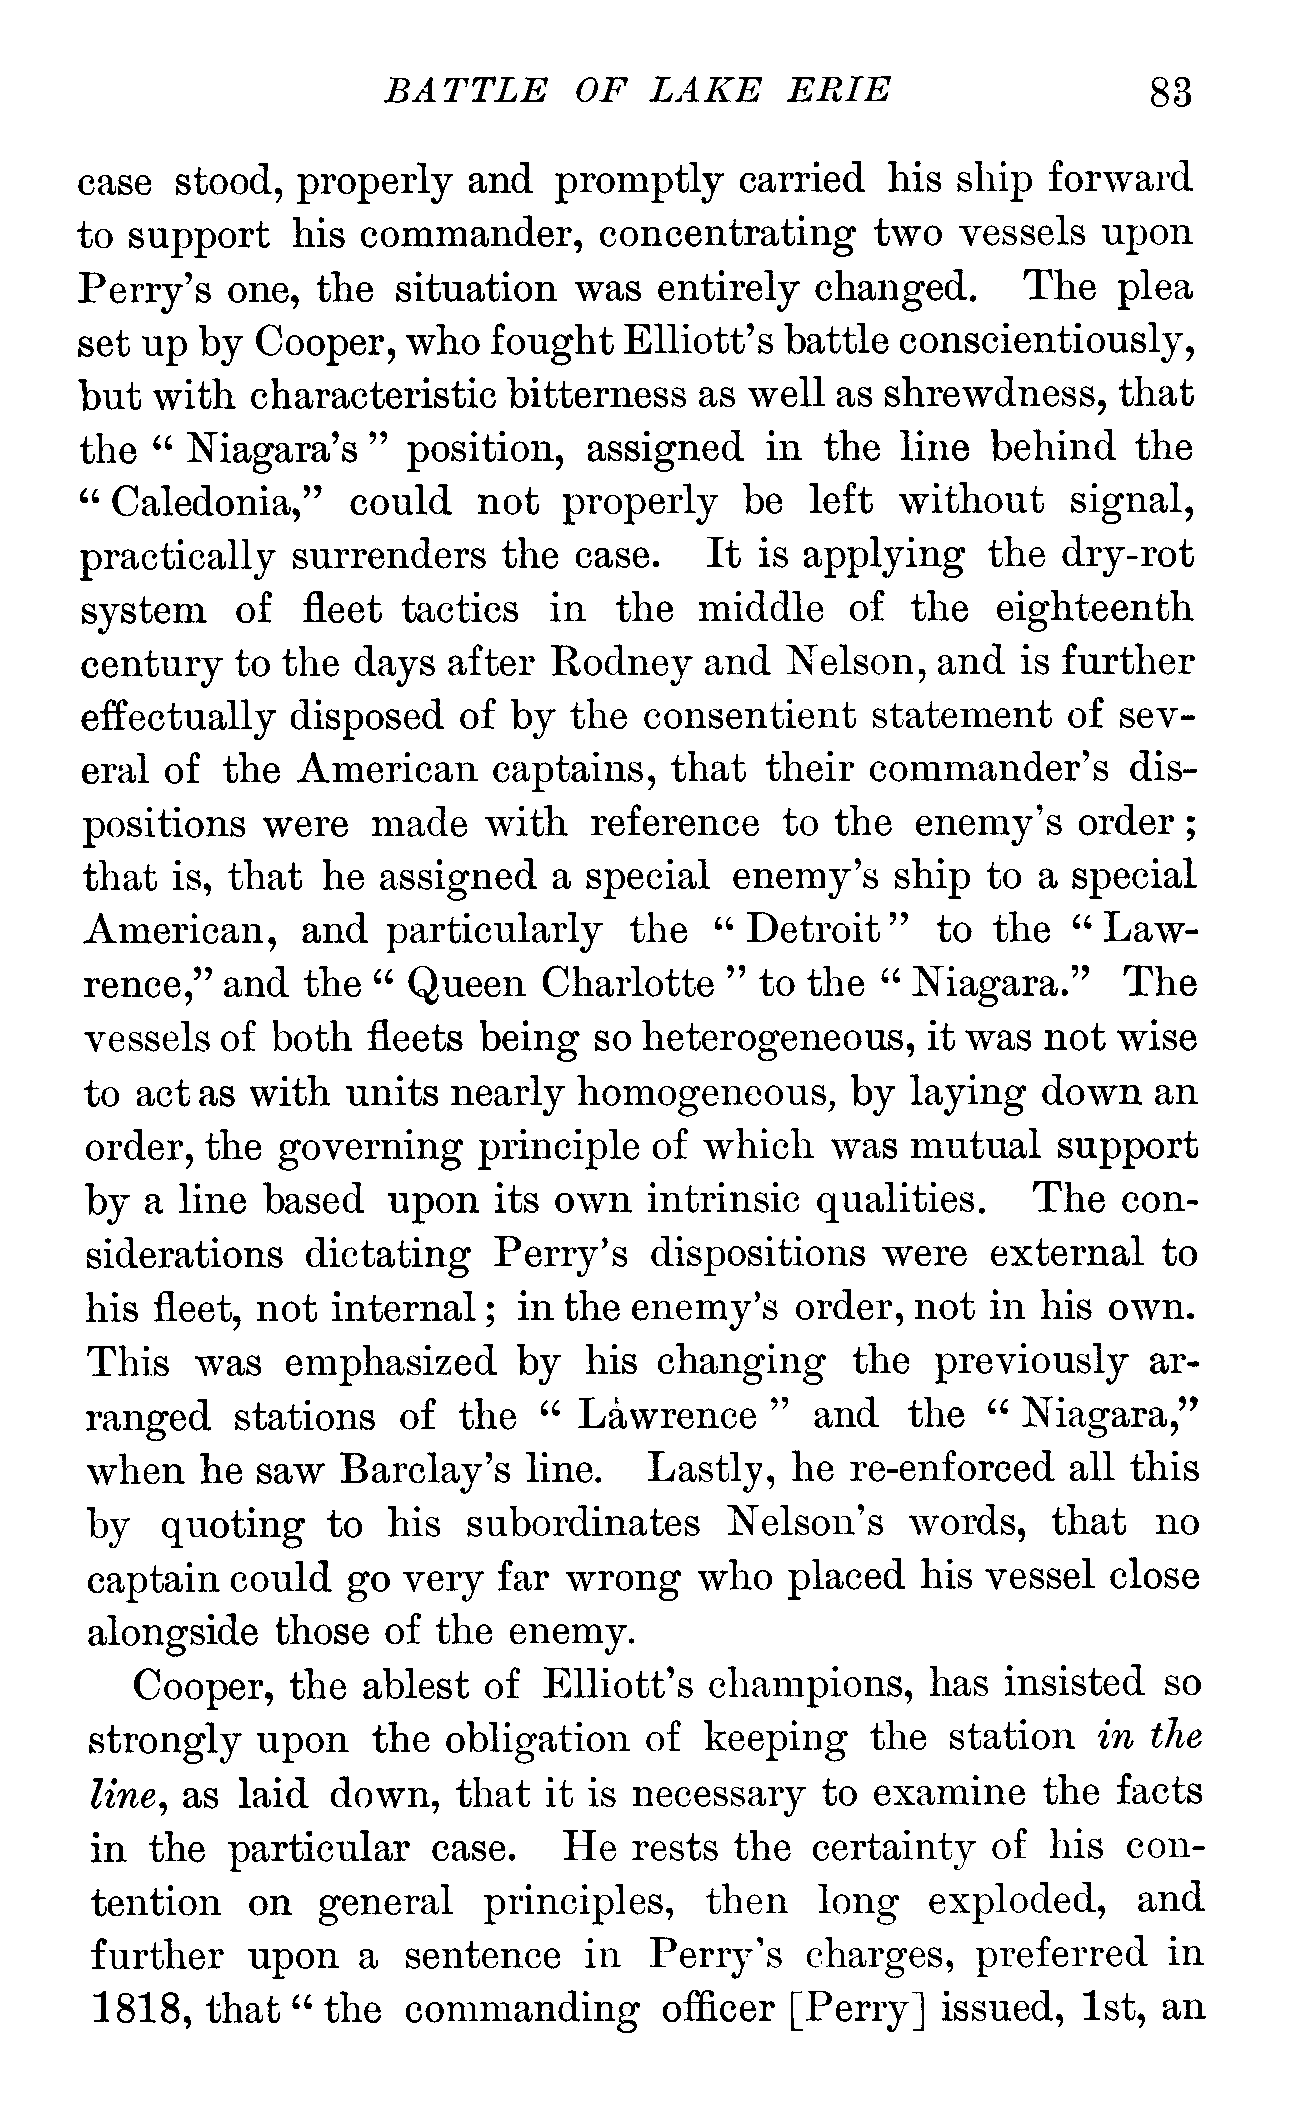 BATTLE OF LAKE ERIE 83
case stood, properly and promptly carried his ship forward
to support his commander, concentrating two vessels upon
Perry's one, the situation was entirely changed. The plea
set up by Cooper, who fought Elliott's battle conscientiously,
but with characteristic bitterness as well as shrewdness, that
the " Niagara's " position, assigned in the line behind the
" Caledonia," could not properly be left without signal,
practically surrenders the case. It is applying the dry-rot
system of fleet tactics in the middle of the eighteenth
century to the days after Rodney and Nelson, and is further
effectually disposed of by the consentient statement of sev-
eral of the American captains, that their commander's dis-
positions were made with reference to the enemy's order ;
that is, that he assigned a special enemy's ship to a special
American, and particularly the " Detroit " to the " Law-
rence," and the " Queen Charlotte " to the " Niagara." The
vessels of both fleets being so heterogeneous, it was not wise
to act as with units nearly homogeneous, by laying down an
order, the governing principle of which was mutual support
by a line based upon its own intrinsic qualities. The con-
siderations dictating Perry's dispositions were external to
his fleet, not internal ; in the enemy's order, not in his own.
This was emphasized by his changing the previously ar-
ranged stations of the " Lawrence " and the " Niagara,"
when he saw Barclay's line. Lastly, he re-enforced all this
by quoting to his subordinates Nelson's words, that no
captain could go very far wrong who placed his vessel close
alongside those of the enemy.
Cooper, the ablest of Elliott's champions, has insisted so
strongly upon the obligation of keeping the station in the
line, as laid down, that it is necessary to examine the facts
in the particular case. He rests the certainty of his con-
tention on general principles, then long exploded, and
further upon a sentence in Perry's charges, preferred in
1818, that " the commanding officer [Perry] issued, 1st, an